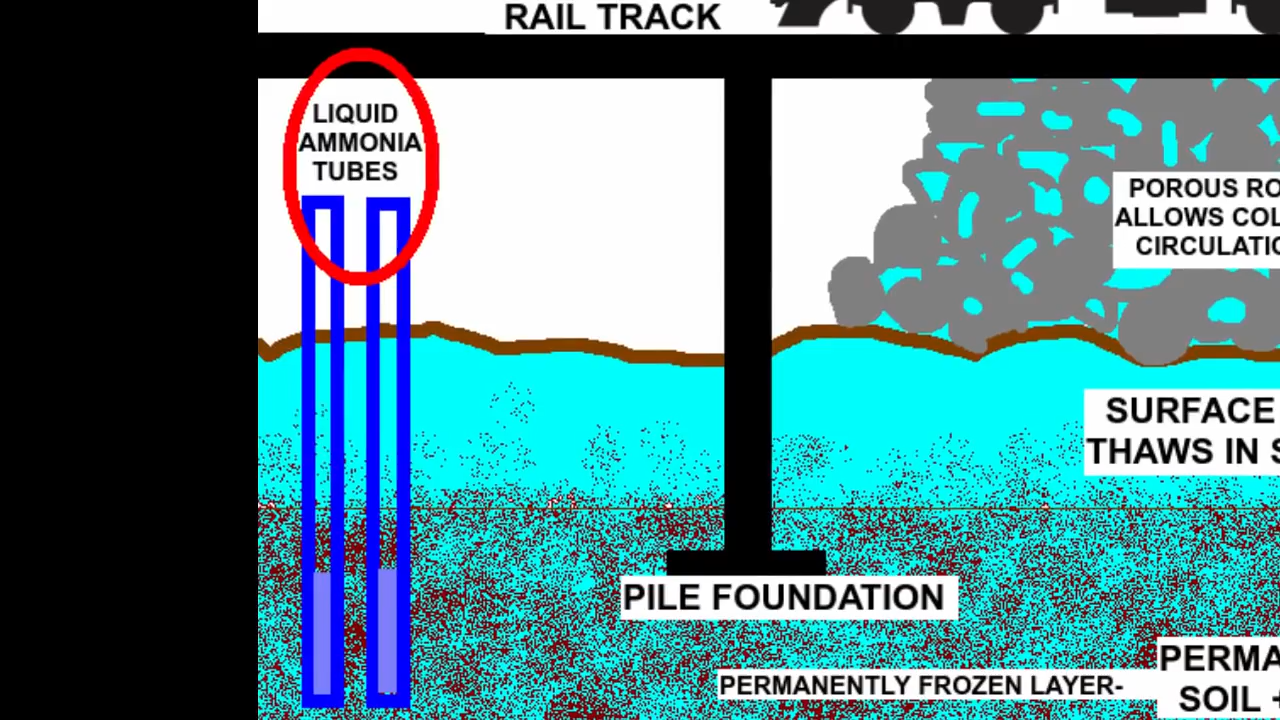 RAIL TRACK
LIQUID
AMMONIA
TUBES
POROUS RO
ALLOWS COL
CIRCULATIO
SURFACE
THAWS IN S
PILE FOUNDATION
PERMANENTLY FROZEN LAYER-
PERMA
SOIL +